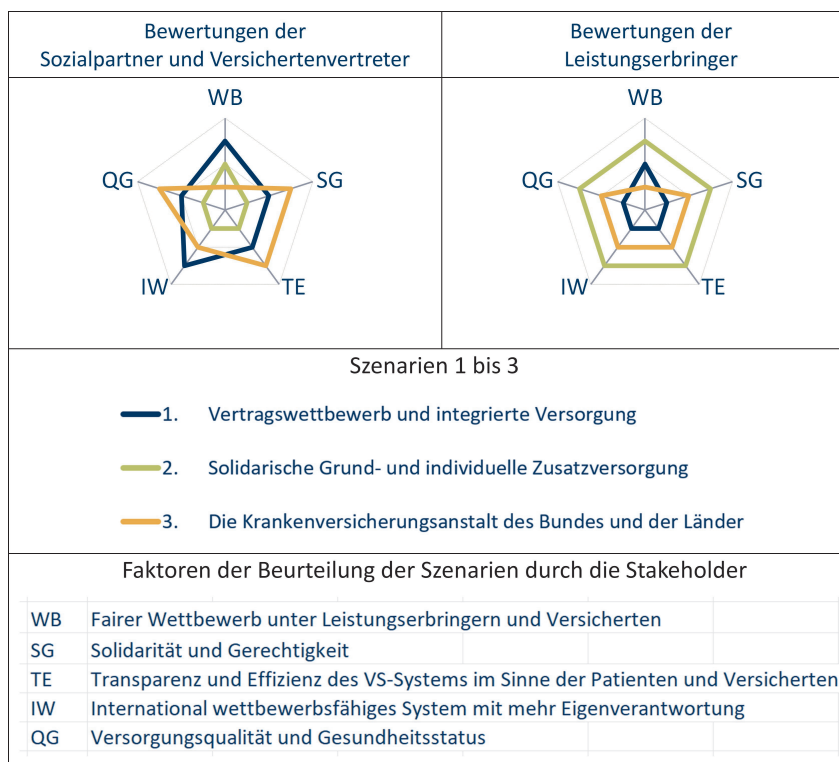 Bewertungen der
Sozialpartner und Versichertenvertreter
Bewertungen der
Leistungserbringer
WB
QG
SG
IW
TE
WB
QG
SG
IW
TE
Szenarien 1 bis 3
1. Vertragswettbewerb und integrierte Versorgung
2. Solidarische Grund- und individuelle Zusatzversorgung
3. Die Krankenversicherungsanstalt des Bundes und der Länder
Faktoren der Beurteilung der Szenarien durch die Stakeholder
WB Fairer Wettbewerb unter Leistungserbringern und Versicherten
SG Solidarität und Gerechtigkeit
TE Transparenz und Effizienz des VS-Systems im Sinne der Patienten und Versicherten
IW International wettbewerbsfähiges System mit mehr Eigenverantwortung
QG Versorgungsqualität und Gesundheitsstatus